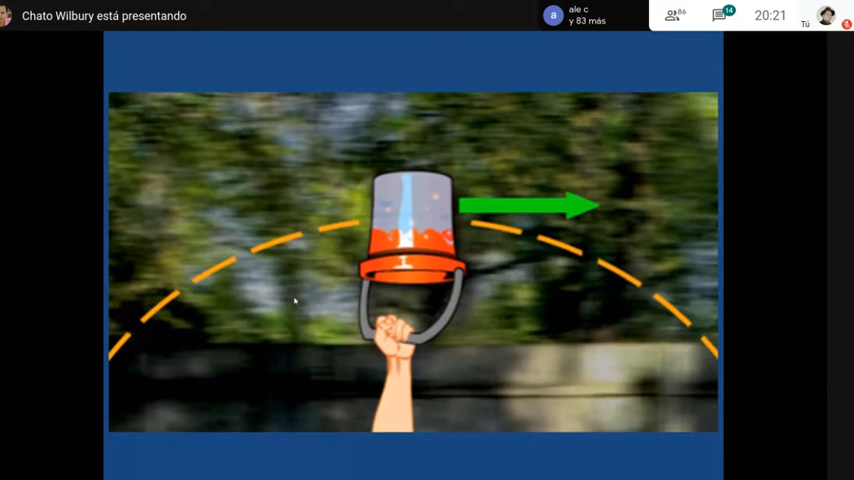 Chato Wilbury está presentando
a
ale c
y 83 más
86
14
20:21
Tú